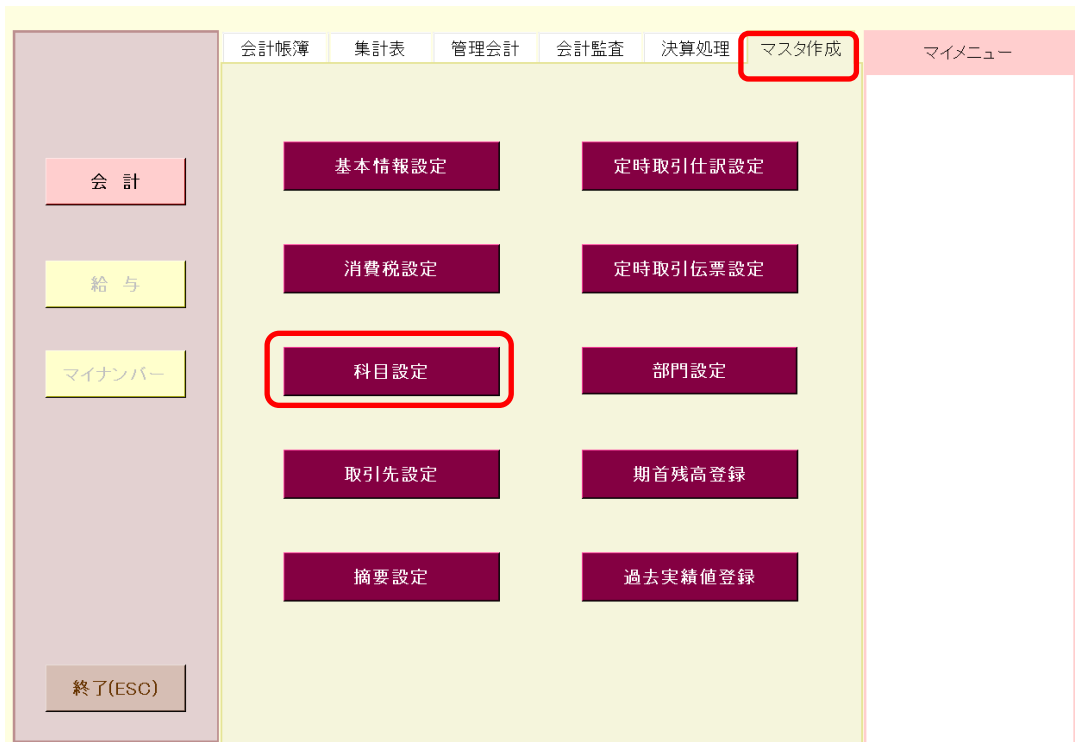 会計帳簿 集計表 管理会計 会計監査 決算処理 マスタ作成 マイメニュー
会 計
給 与
マイナンバー
終了(ESC)
基本情報設定 定時取引仕訳設定
消費税設定 定時取引伝票設定
科目設定 部門設定
取引先設定 期首残高登録
摘要設定 過去実績値登録